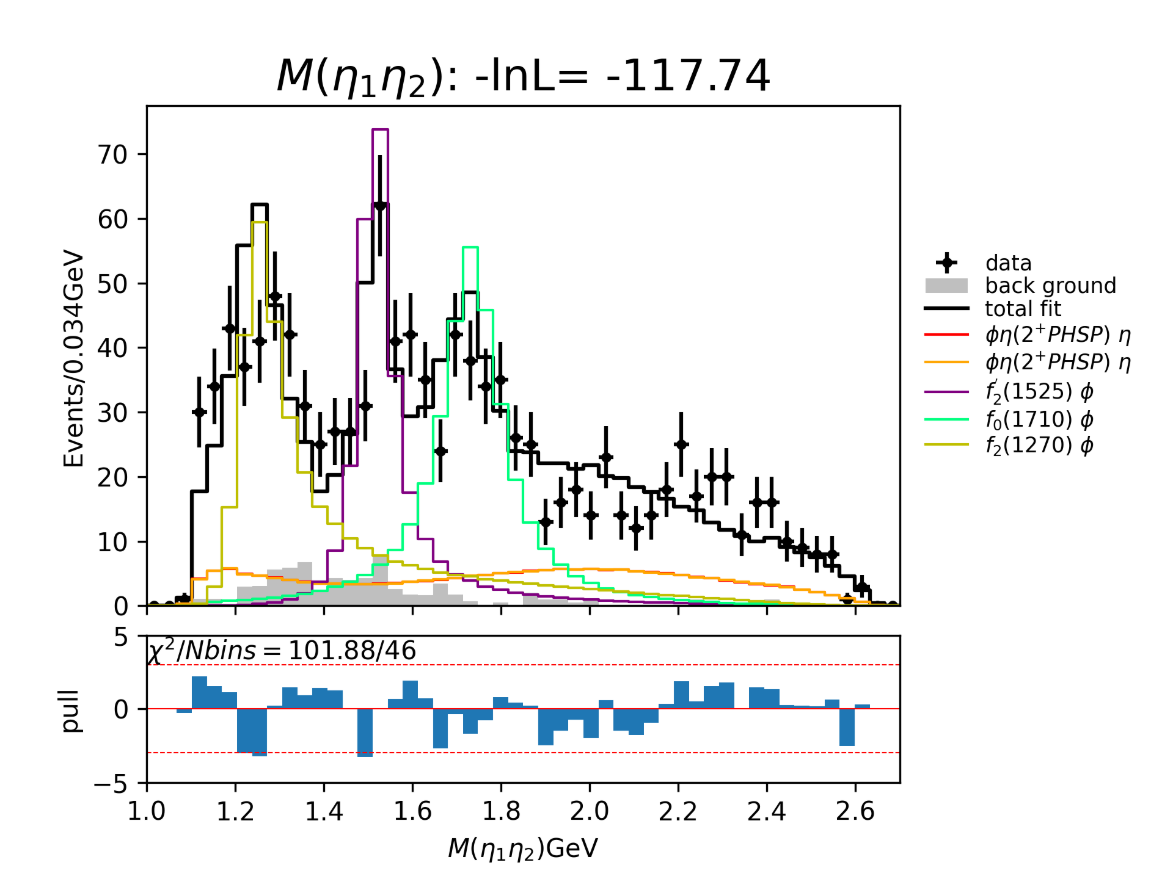 M(η₁η₂): -lnL= -117.74
Events/0.034GeV
70
60
50
40
30
20
10
0
data
back ground
total fit
ϕη(2⁺PHSP) η
ϕη(2⁺PHSP) η
f₂′(1525) ϕ
f₀(1710) ϕ
f₂(1270) ϕ
χ²/Nbins = 101.88/46
pull
5
0
−5
1.0 1.2 1.4 1.6 1.8 2.0 2.2 2.4 2.6
M(η₁η₂)GeV